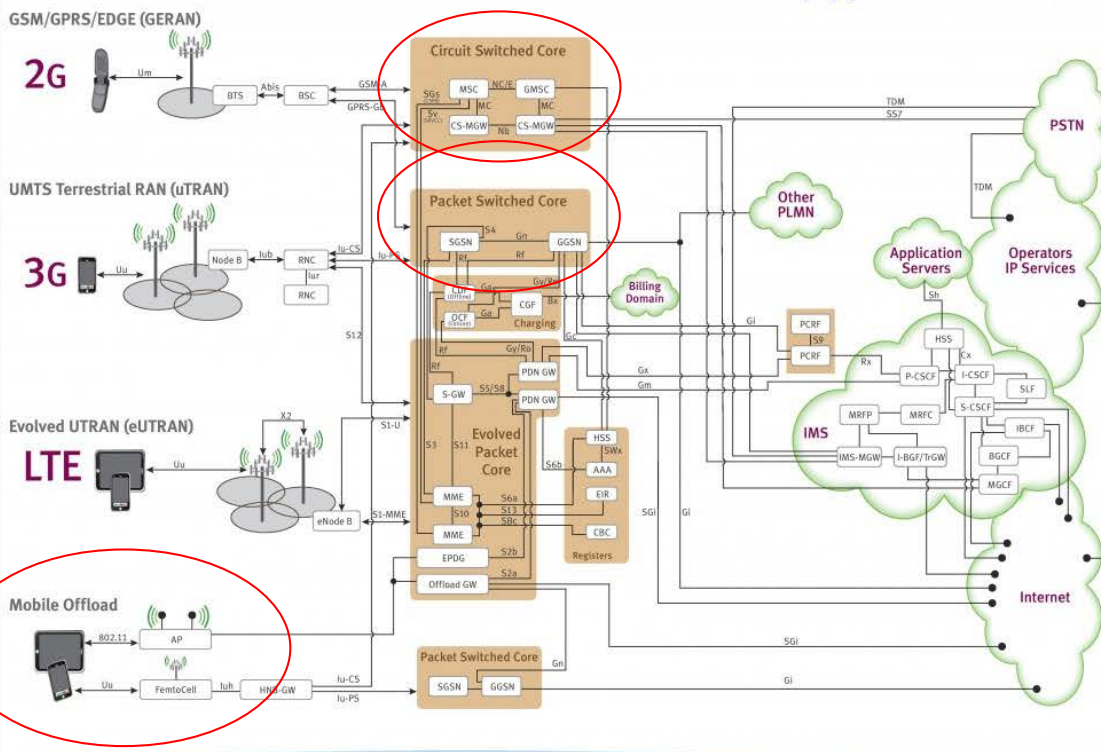 GSM/GPRS/EDGE (GERAN)
2G
Um
BTS
Abis
BSC
GSM-A
GPRS-Gb
Circuit Switched Core
MSC
NC/E
GMSC
SGs
MC
MC
Sv
CS-MGW
Nb
CS-MGW
TDM
SS7
PSTN
TDM
UMTS Terrestrial RAN (uTRAN)
3G
Uu
Node B
Iub
RNC
Iur
RNC
Iu-CS
Iu-PS
S12
Packet Switched Core
S4
SGSN
Gn
GGSN
Rf
Rf
Other
PLMN
Application
Servers
Operators
IP Services
Billing
Domain
CDF
(Offline)
Ga
Gy/Ro
CGF
Bx
OCF
(Online)
Ga
Charging
Gc
Gi
Sh
PCRF
S9
PCRF
Rx
Gx
Gm
HSS
Cx
P-CSCF
I-CSCF
SLF
S-CSCF
MRFP
MRFC
IBCF
IMS
IMS-MGW
I-BGF/TrGW
BGCF
MGCF
Rf
Gy/Ro
Rf
PDN GW
S-GW
S5/S8
PDN GW
Evolved
Packet
Core
S3
S11
S6b
HSS
SWx
AAA
EIR
CBC
Registers
MME
S10
MME
S6a
S13
SBc
EPDG
S2b
S2a
Offload GW
Evolved UTRAN (eUTRAN)
LTE
Uu
X2
eNode B
S1-U
S1-MME
SGi
Gi
Internet
Mobile Offload
802.11
AP
Uu
FemtoCell
Iuh
HNB-GW
Iu-CS
Iu-PS
Packet Switched Core
SGSN
GGSN
Gn
SGi
Gi